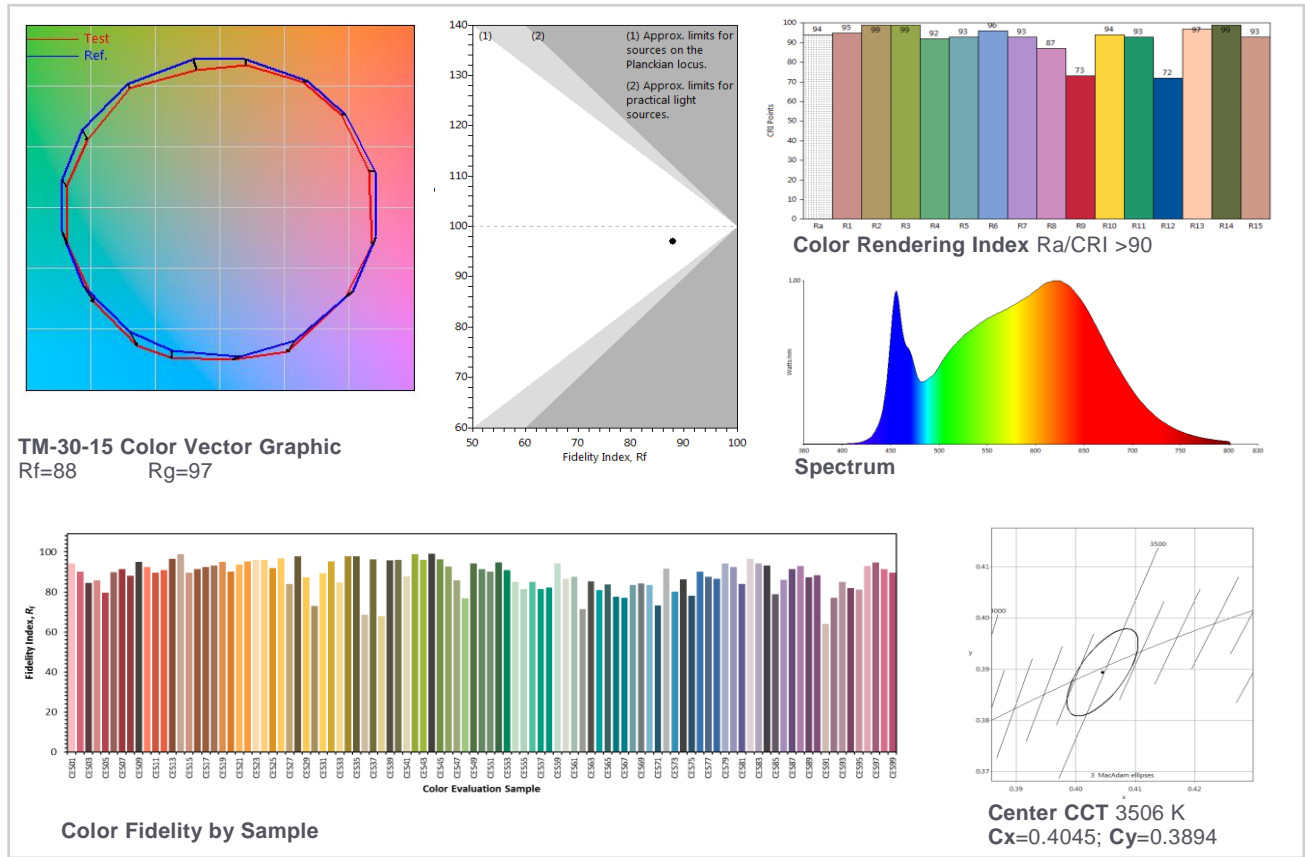 Test
Ref.
140
130
120
110
100
90
80
70
60
50
60
70
80
90
100
Fidelity Index, Rf
(1)
(2)
(1) Approx. limits for
sources on the
Planckian locus.
(2) Approx. limits for
practical light
sources.
TM-30-15 Color Vector Graphic
Rf=88 Rg=97
CRI Points
100
90
80
70
60
50
40
30
20
10
0
94 95 99 99 92 93 96 93 87 73 94 93 72 97 99 93
Ra R1 R2 R3 R4 R5 R6 R7 R8 R9 R10 R11 R12 R13 R14 R15
Color Rendering Index Ra/CRI >90
1.00
Watts/nm
360 400 450 500 550 600 650 700 750 800 830
Spectrum
Fidelity Index, Rf
100
80
60
40
20
0
CES01 CES03 CES05 CES07 CES09 CES11 CES13 CES15 CES17 CES19 CES21 CES23 CES25 CES27 CES29 CES31 CES33 CES35 CES37 CES39 CES41 CES43 CES45 CES47 CES49 CES51 CES53 CES55 CES57 CES59 CES61 CES63 CES65 CES67 CES69 CES71 CES73 CES75 CES77 CES79 CES81 CES83 CES85 CES87 CES89 CES91 CES93 CES95 CES97 CES99
Color Evaluation Sample
Color Fidelity by Sample
3500
0.41
0.40
0.39
0.38
0.37
y
0.39 0.40 0.41 0.42
x
3 MacAdam ellipses
Center CCT 3506 K
Cx=0.4045; Cy=0.3894